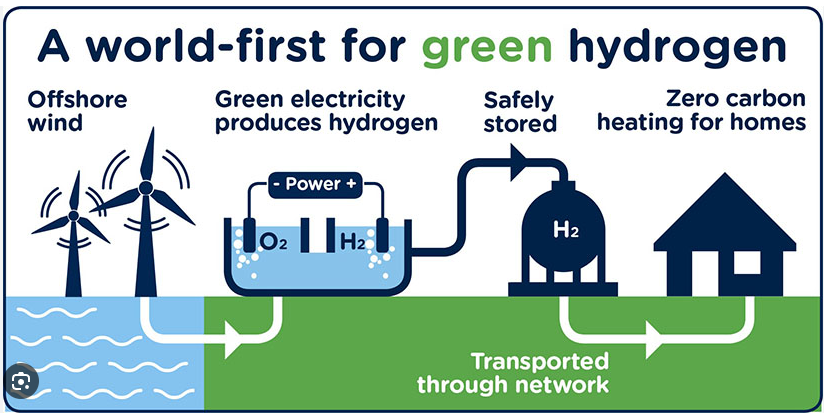 A world-first for green hydrogen
Offshore
wind
Green electricity
produces hydrogen
Safely
stored
Zero carbon
heating for homes
- Power +
O₂
H₂
H₂
Transported
through network